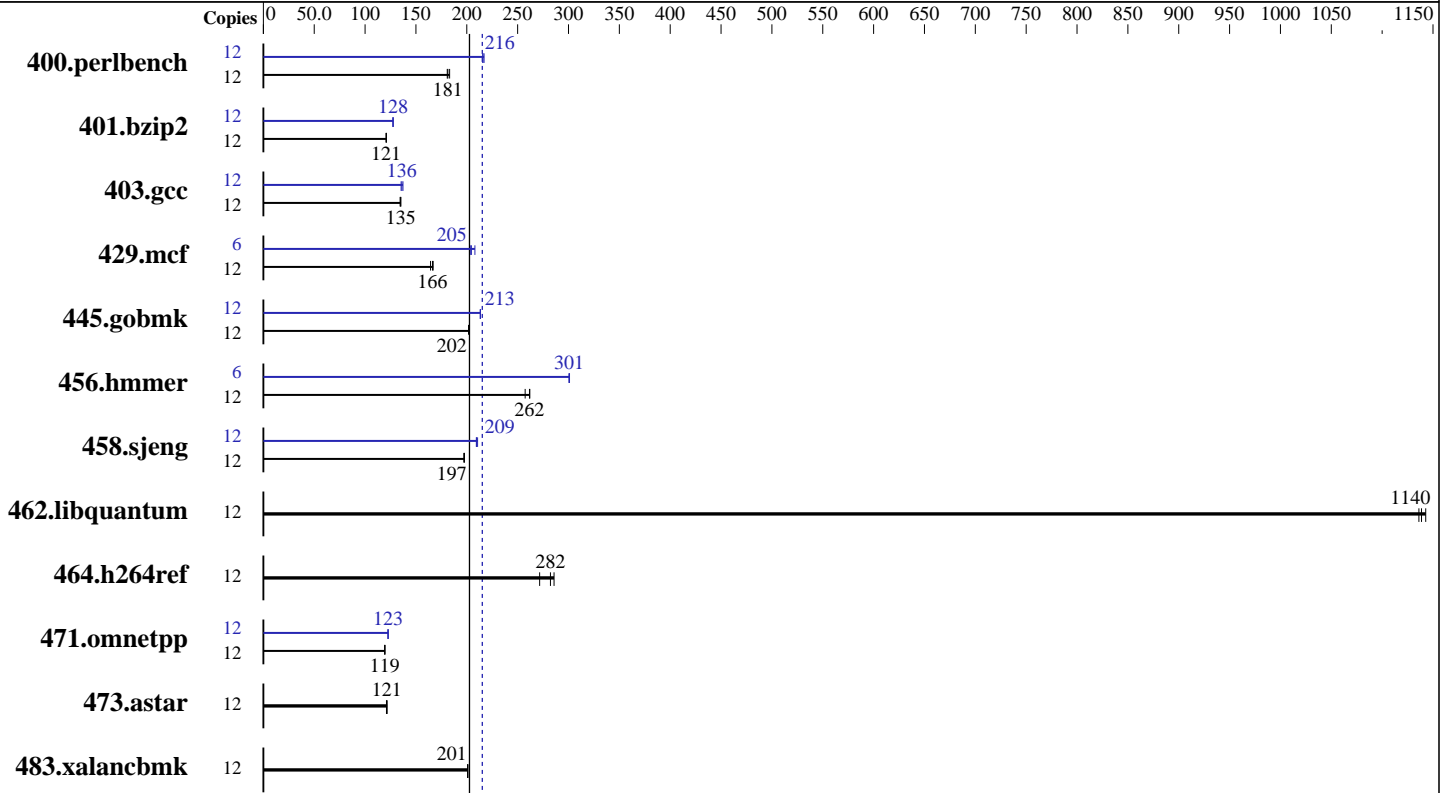 Copies 0 50.0 100 150 200 250 300 350 400 450 500 550 600 650 700 750 800 850 900 950 1000 1050 1150
400.perlbench 12 216
12 181
401.bzip2 12 128
12 121
403.gcc 12 136
12 135
429.mcf 6 205
12 166
445.gobmk 12 213
12 202
456.hmmer 6 301
12 262
458.sjeng 12 209
12 197
462.libquantum 12 1140
464.h264ref 12 282
471.omnetpp 12 123
12 119
473.astar 12 121
483.xalancbmk 12 201